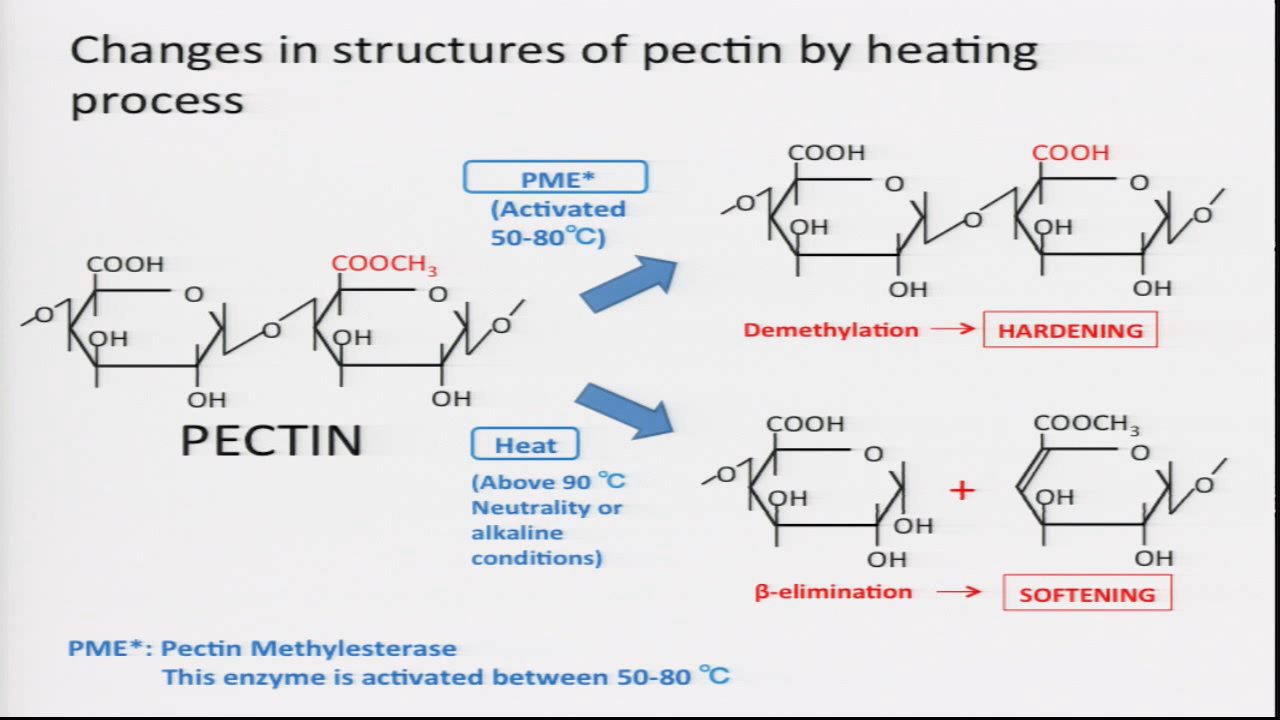 Changes in structures of pectin by heating
process
PME*
(Activated
50-80℃)
COOH
COOCH₃
O
O
O
O
O
OH
OH
OH
OH
PECTIN
COOH
COOH
O
O
O
O
O
OH
OH
OH
OH
Demethylation → HARDENING
Heat
(Above 90 ℃
Neutrality or
alkaline
conditions)
COOH
COOCH₃
O
O
O
+
O
OH
OH
OH
OH
OH
β-elimination → SOFTENING
PME*: Pectin Methylesterase
This enzyme is activated between 50-80 ℃